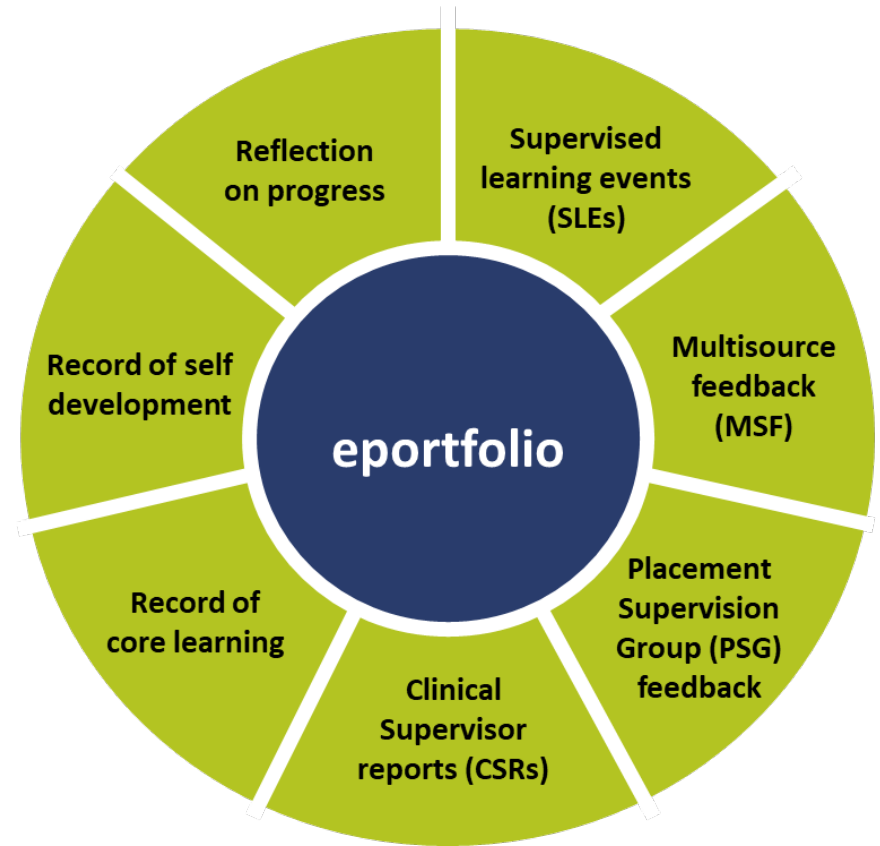 Supervised
learning events
(SLEs)
Multisource
feedback
(MSF)
Placement
Supervision
Group (PSG)
feedback
Clinical
Supervisor
reports (CSRs)
Record of
core learning
Record of self
development
Reflection
on progress
eportfolio